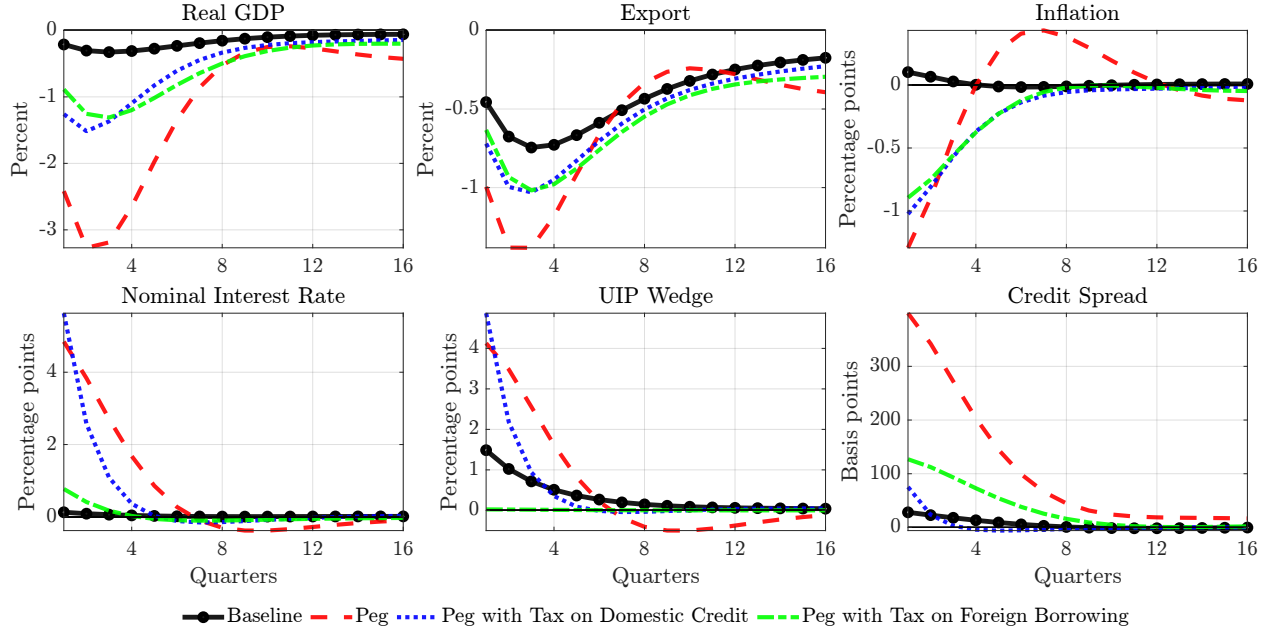 Real GDP
Export
Inflation
Percent
0
-1
-2
-3
4
8
12
16
Percent
0
-0.5
-1
4
8
12
16
Percentage points
0
-0.5
-1
4
8
12
16
Nominal Interest Rate
UIP Wedge
Credit Spread
Percentage points
4
2
0
4
8
12
16
Quarters
Percentage points
4
3
2
1
0
4
8
12
16
Quarters
Basis points
300
200
100
0
4
8
12
16
Quarters
Baseline Peg Peg with Tax on Domestic Credit Peg with Tax on Foreign Borrowing